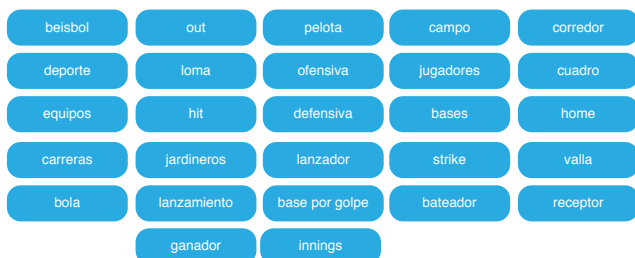 beisbol out pelota campo corredor
deporte loma ofensiva jugadores cuadro
equipos hit defensiva bases home
carreras jardineros lanzador strike valla
bola lanzamiento base por golpe bateador receptor
ganador innings